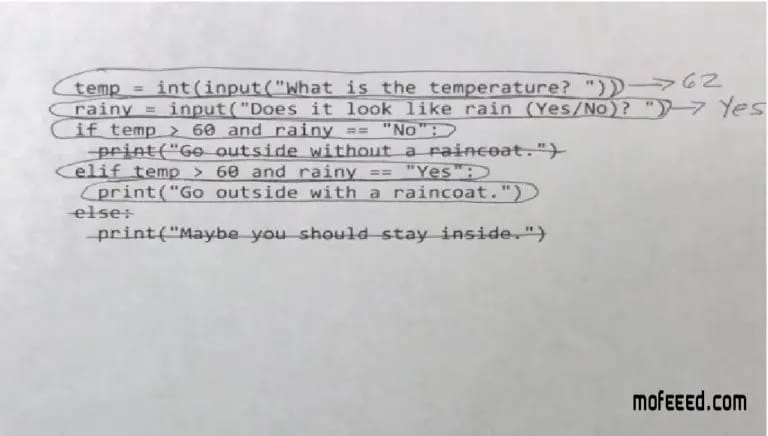 temp = int(input("What is the temperature? ")) → 62
rainy = input("Does it look like rain (Yes/No)? ") → Yes
if temp > 60 and rainy == "No":
print("Go outside without a raincoat.")
elif temp > 60 and rainy == "Yes":
print("Go outside with a raincoat.")
else:
print("Maybe you should stay inside.")
mofeeed.com